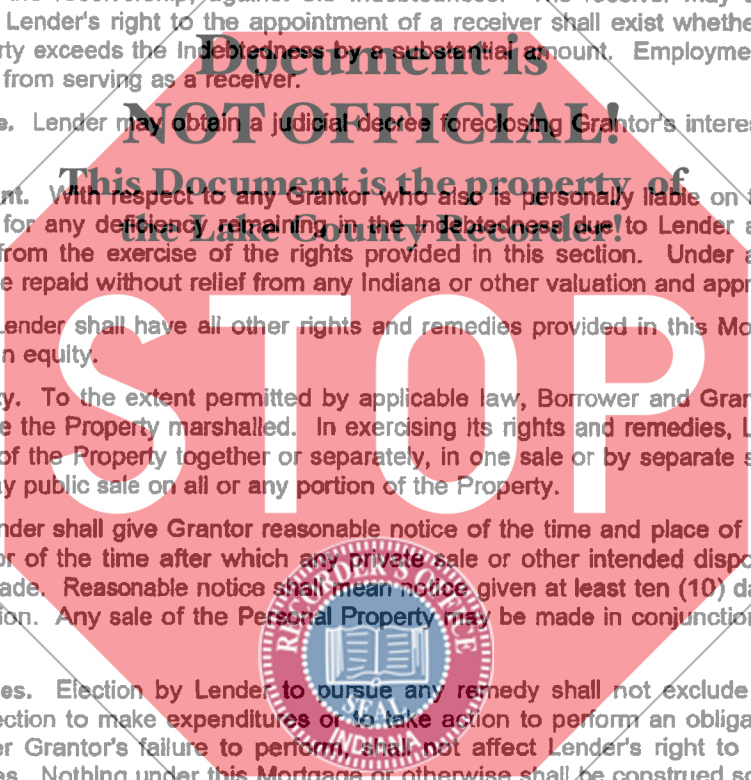 the receivership, against the Indebtedness. The receiver may
Lender's right to the appointment of a receiver shall exist whethe
rty exceeds the Indebtedness by a substantial amount. Employme
from serving as a receiver.
Document is
NOT OFFICIAL!
This Document is the property of
the Lake County Recorder!
e. Lender may obtain a judicial decree foreclosing Grantor's interes
nt. With respect to any Grantor who also is personally liable on
for any deficiency remaining in the Indebtedness due to Lender a
from the exercise of the rights provided in this section. Under a
e repaid without relief from any Indiana or other valuation and appr
Lender shall have all other rights and remedies provided in this Mo
n equity.
STOP
y. To the extent permitted by applicable law, Borrower and Gran
e the Property marshalled. In exercising its rights and remedies, L
of the Property together or separately, in one sale or by separate s
y public sale on all or any portion of the Property.
nder shall give Grantor reasonable notice of the time and place of
or of the time after which any private sale or other intended dispo
ade. Reasonable notice shall mean notice given at least ten (10) da
ion. Any sale of the Personal Property may be made in conjunction
RECORDER'S OFFICE
SEAL
INDIANA
es. Election by Lender to pursue any remedy shall not exclude
ection to make expenditures or to take action to perform an obliga
er Grantor's failure to perform, shall not affect Lender's right to
es. Nothing under this Mortgage or otherwise shall be construed s